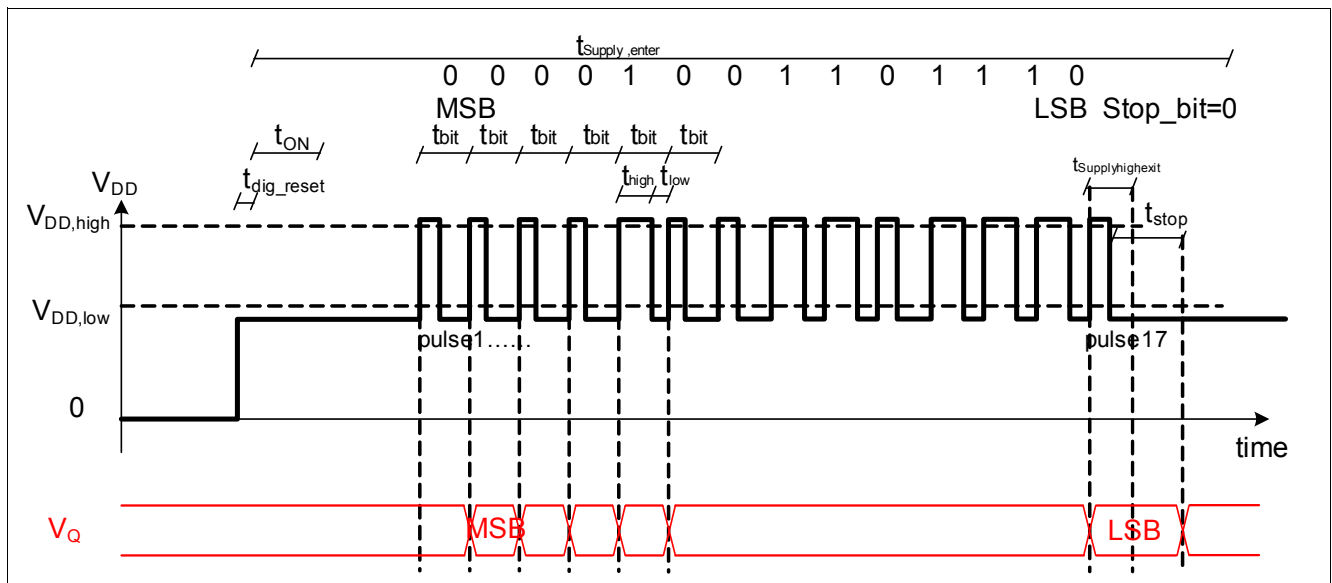 tSupply,enter
0 0 0 0 1 0 0 1 1 0 1 1 1 0
MSB LSB Stop_bit=0
tON tbit tbit tbit tbit tbit tbit
tdig_reset thigh tlow tSupplyhighexit
VDD
VDD,high
tstop
VDD,low
pulse1...... pulse17
0
time
VQ MSB LSB